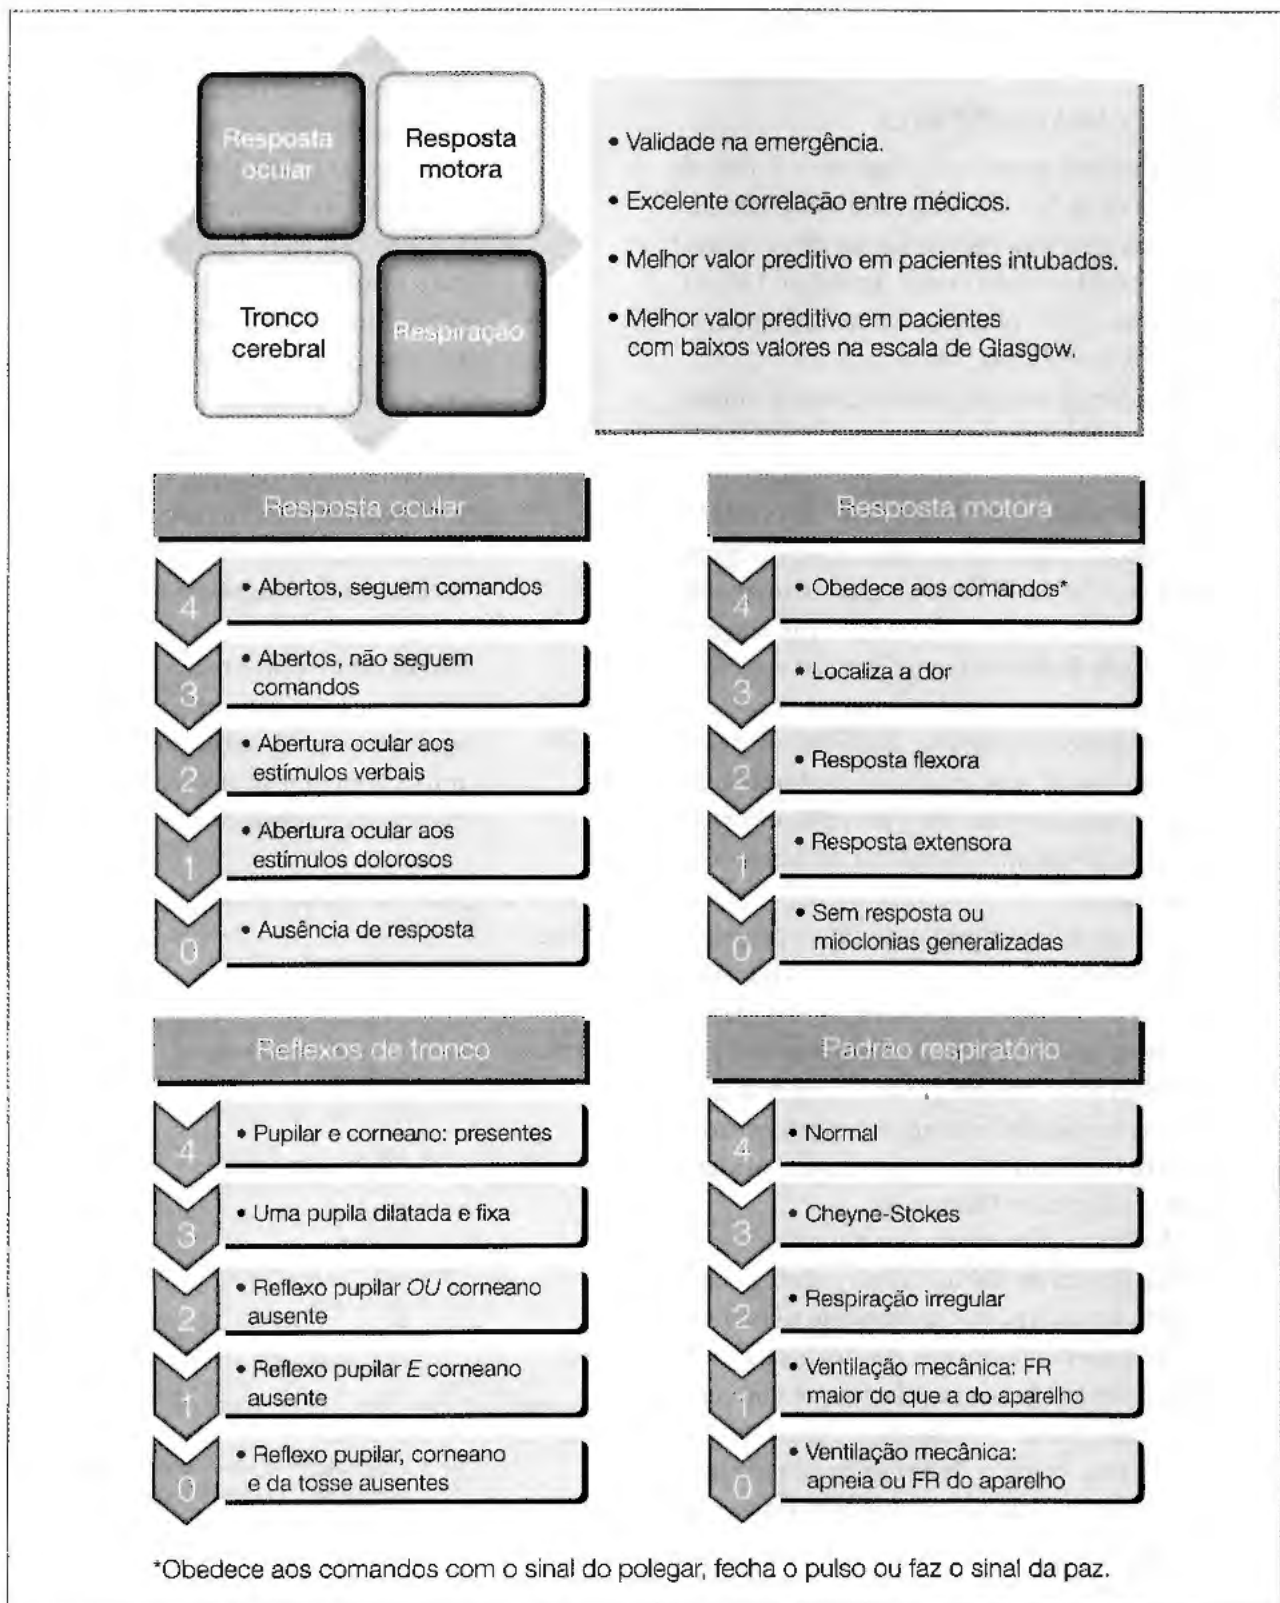 Resposta
ocular
Resposta
motora
Tronco
cerebral
Respiração
• Validade na emergência.
• Excelente correlação entre médicos.
• Melhor valor preditivo em pacientes intubados.
• Melhor valor preditivo em pacientes
com baixos valores na escala de Glasgow.
Resposta ocular
4
• Abertos, seguem comandos
3
• Abertos, não seguem
comandos
2
• Abertura ocular aos
estímulos verbais
1
• Abertura ocular aos
estímulos dolorosos
0
• Ausência de resposta
Resposta motora
4
• Obedece aos comandos*
3
• Localiza a dor
2
• Resposta flexora
1
• Resposta extensora
0
• Sem resposta ou
mioclonias generalizadas
Reflexos de tronco
4
• Pupilar e corneano: presentes
3
• Uma pupila dilatada e fixa
2
• Reflexo pupilar OU corneano
ausente
1
• Reflexo pupilar E corneano
ausente
0
• Reflexo pupilar, corneano
e da tosse ausentes
Padrão respiratório
4
• Normal
3
• Cheyne-Stokes
2
• Respiração irregular
1
• Ventilação mecânica: FR
maior do que a do aparelho
0
• Ventilação mecânica:
apneia ou FR do aparelho
*Obedece aos comandos com o sinal do polegar, fecha o pulso ou faz o sinal da paz.